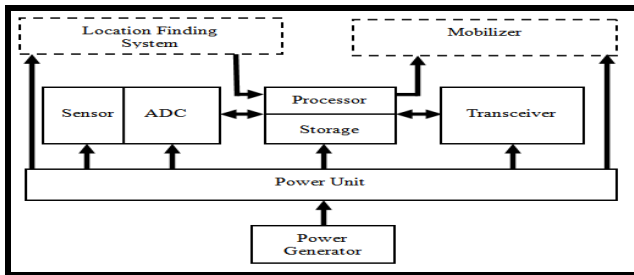 Location Finding
System
Mobilizer
Sensor
ADC
Processor
Storage
Transceiver
Power Unit
Power
Generator